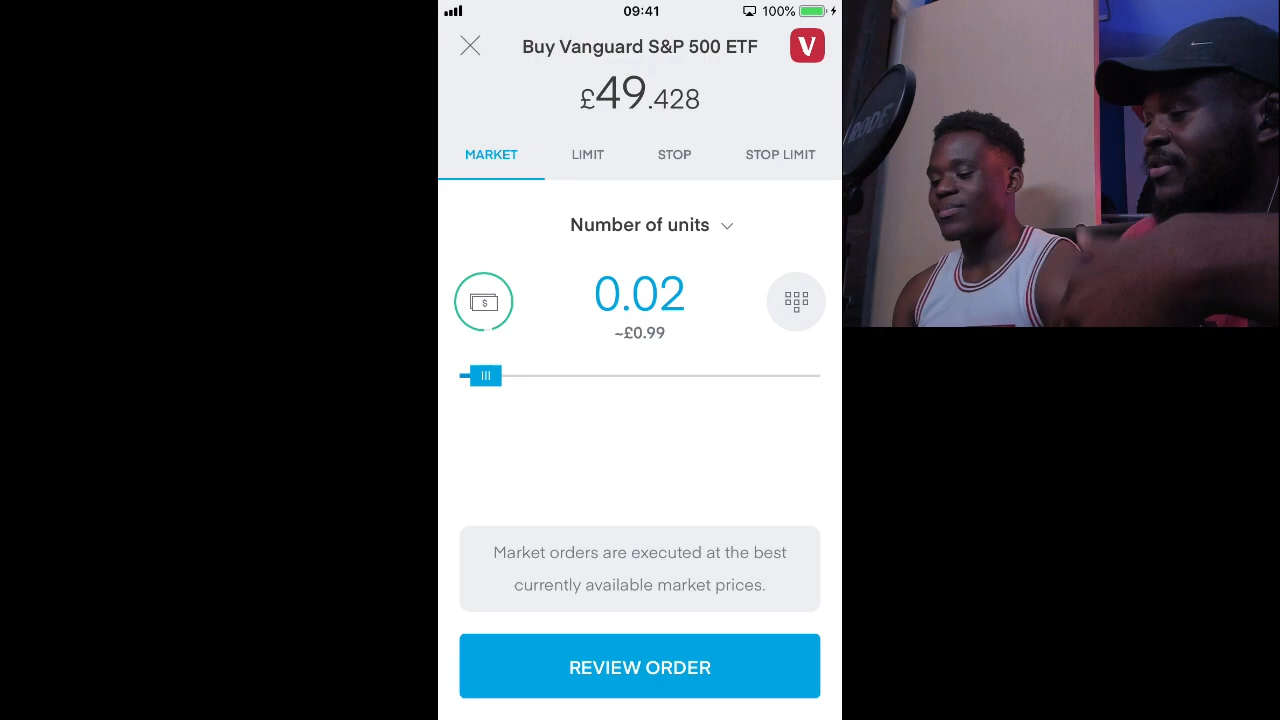 09:41
100%
Buy Vanguard S&P 500 ETF
V
£49.428
MARKET LIMIT STOP STOP LIMIT
Number of units
$
0.02
~£0.99
Market orders are executed at the best
currently available market prices.
REVIEW ORDER
RODE